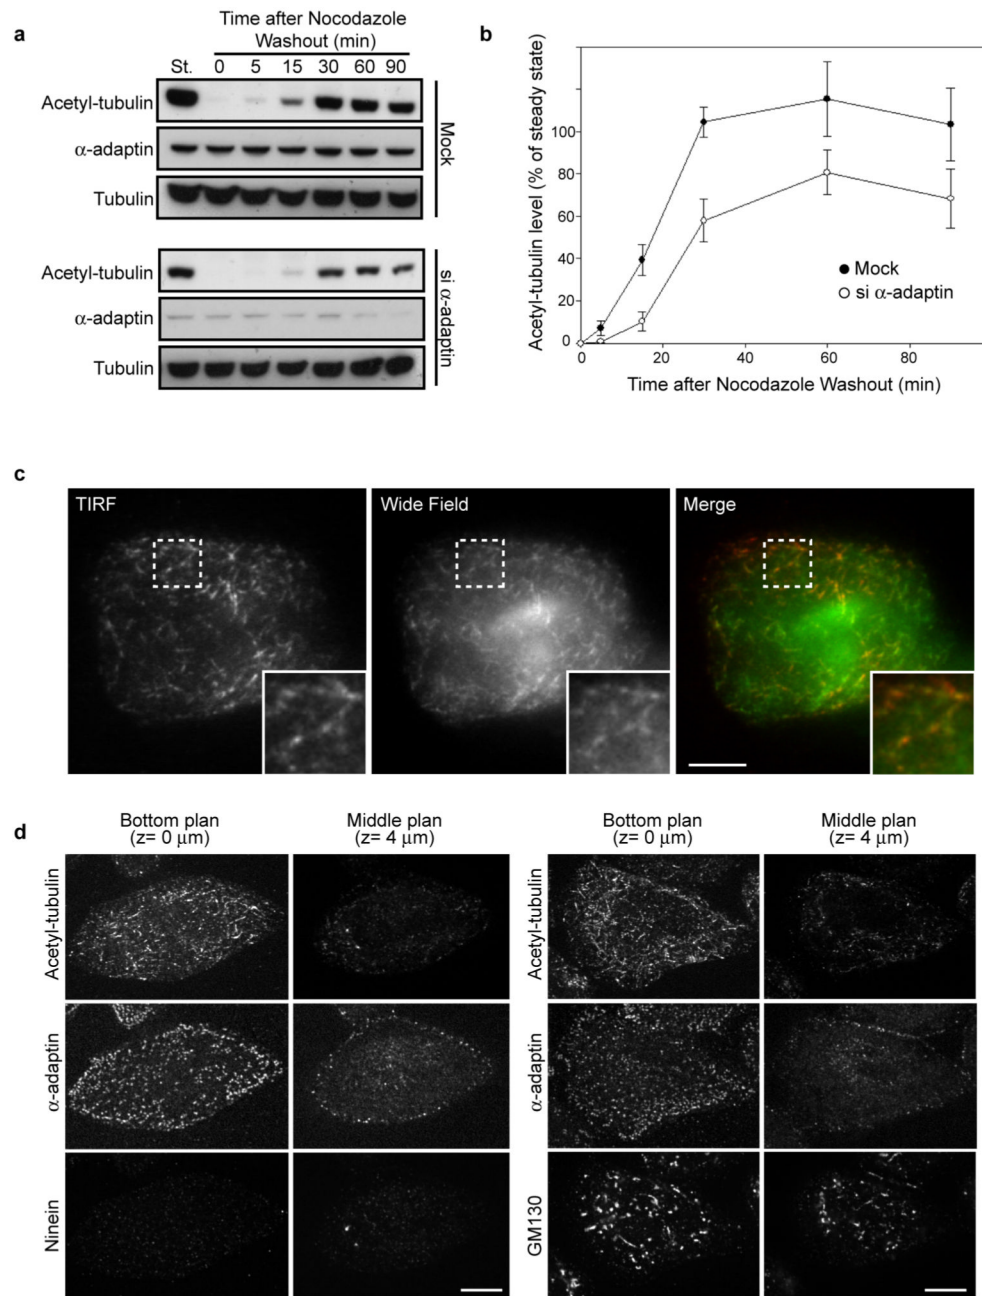 a
Time after Nocodazole
Washout (min)
St. 0 5 15 30 60 90
Acetyl-tubulin
α-adaptin
Tubulin
Mock
Acetyl-tubulin
α-adaptin
Tubulin
si α-adaptin
b
Acetyl-tubulin level (% of steady state)
100
80
60
40
20
0
0 20 40 60 80
Time after Nocodazole Washout (min)
Mock
si α-adaptin
c
TIRF
Wide Field
Merge
d
Bottom plan
(z= 0 μm)
Middle plan
(z= 4 μm)
Bottom plan
(z= 0 μm)
Middle plan
(z= 4 μm)
Acetyl-tubulin
α-adaptin
Ninein
Acetyl-tubulin
α-adaptin
GM130